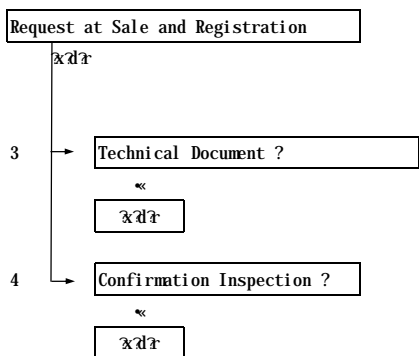 Request at Sale and Registration
3
Technical Document ?
4
Confirmation Inspection ?